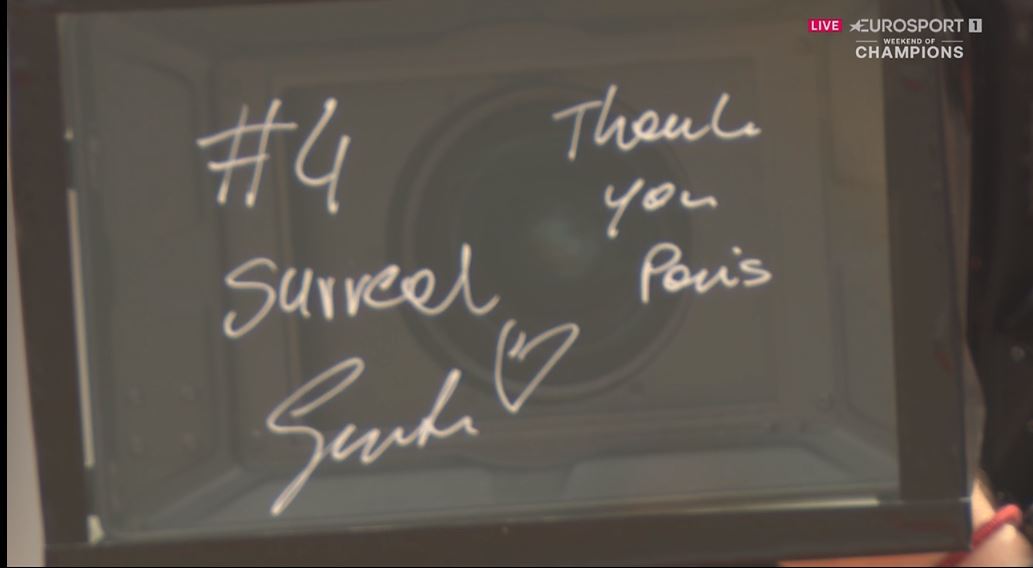 LIVE EUROSPORT 1
WEEKEND OF
CHAMPIONS
#4
surreal
Thank
you
Paris